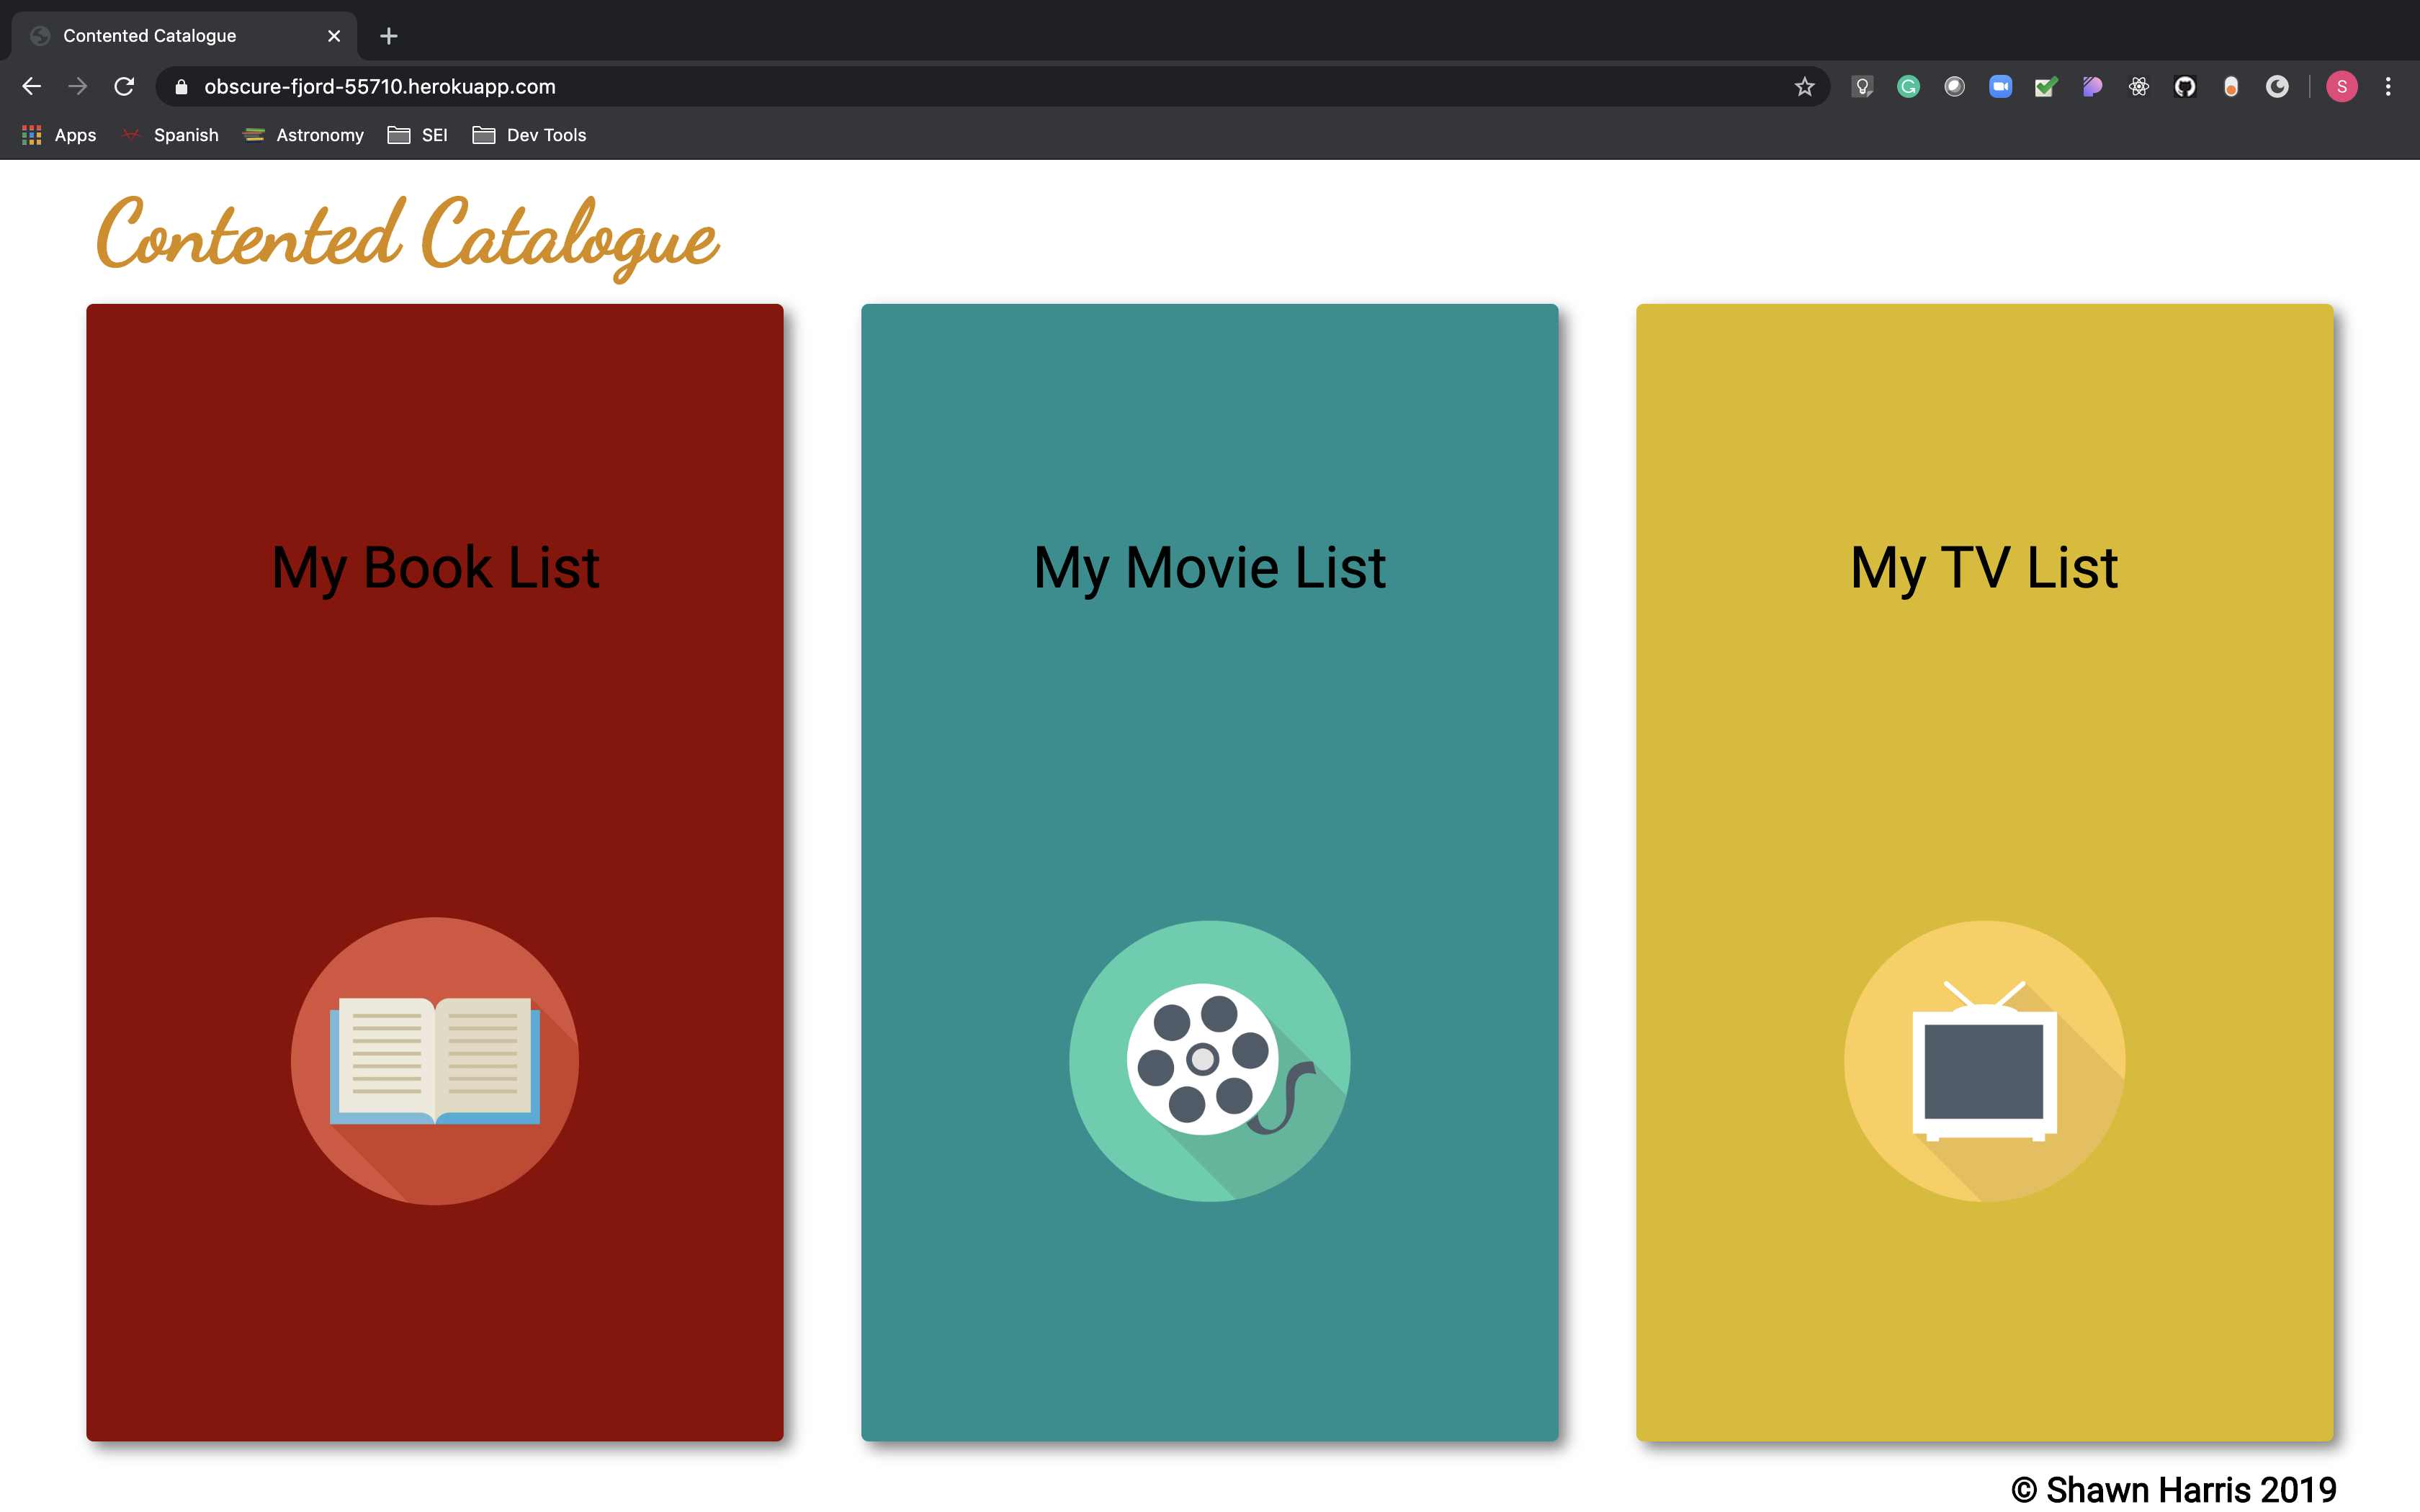 Contented Catalogue
obscure-fjord-55710.herokuapp.com
S
Apps Spanish Astronomy SEI Dev Tools
Contented Catalogue
My Book List
My Movie List
My TV List
© Shawn Harris 2019